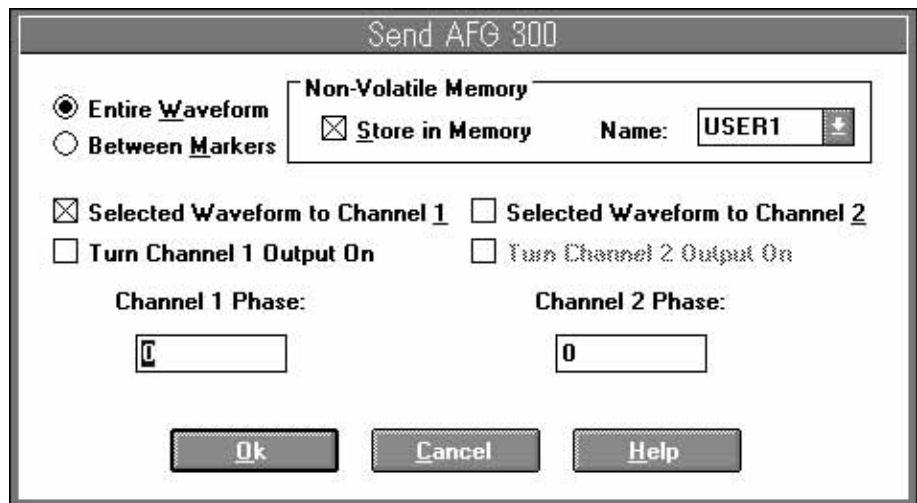 Send AFG 300
Entire Waveform
Between Markers
Non-Volatile Memory
Store in Memory
Name:
USER1
Selected Waveform to Channel 1
Selected Waveform to Channel 2
Turn Channel 1 Output On
Turn Channel 2 Output On
Channel 1 Phase:
Channel 2 Phase:
0
0
Ok
Cancel
Help